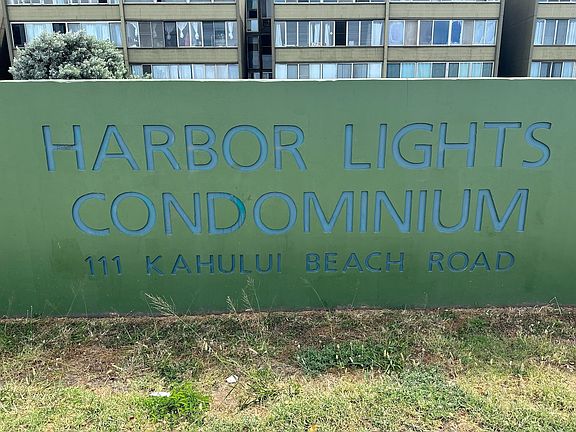 HARBOR LIGHTS
CONDOMINIUM
111 KAHULUI BEACH ROAD